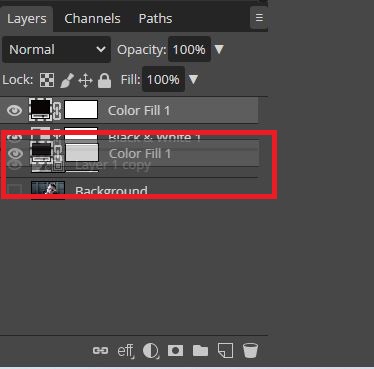 Layers Channels Paths
Normal Opacity: 100%
Lock: Fill: 100%
Color Fill 1
Black & White 1
Color Fill 1
Layer 1 copy
Background
eff